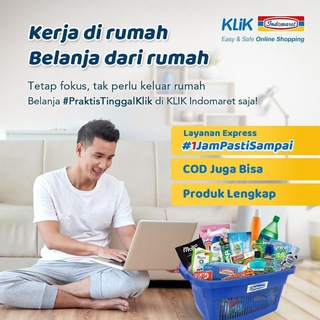 KLIK Indomaret
Easy & Safe Online Shopping
Kerja di rumah
Belanja dari rumah
Tetap fokus, tak perlu keluar rumah
Belanja #PraktisTinggalKlik di KLIK Indomaret saja!
Layanan Express
#1JamPastiSampai
COD Juga Bisa
Produk Lengkap